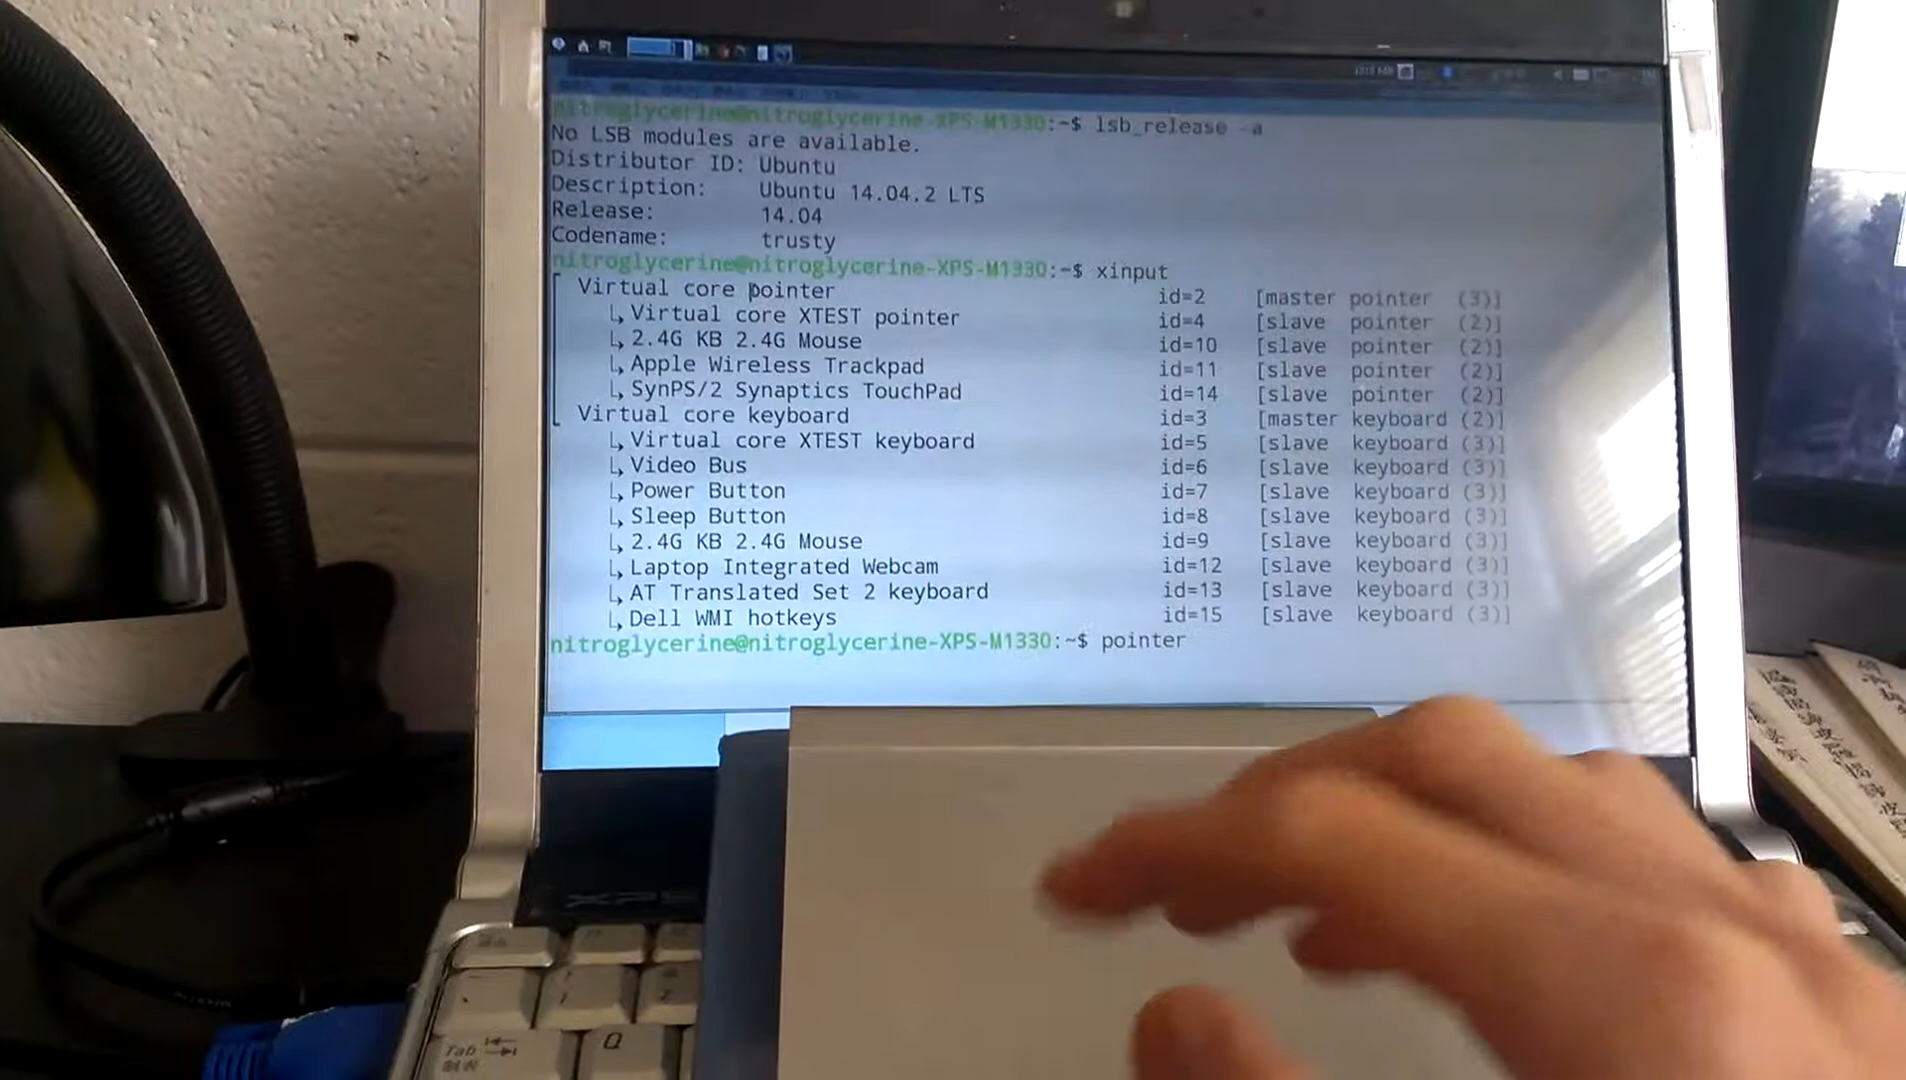 nitroglycerine@nitroglycerine-XPS-M1330:~$ lsb_release -a
No LSB modules are available.
Distributor ID: Ubuntu
Description: Ubuntu 14.04.2 LTS
Release: 14.04
Codename: trusty
nitroglycerine@nitroglycerine-XPS-M1330:~$ xinput
⎡ Virtual core pointer id=2 [master pointer (3)]
↳ Virtual core XTEST pointer id=4 [slave pointer (2)]
↳ 2.4G KB 2.4G Mouse id=10 [slave pointer (2)]
↳ Apple Wireless Trackpad id=11 [slave pointer (2)]
↳ SynPS/2 Synaptics TouchPad id=14 [slave pointer (2)]
⎣ Virtual core keyboard id=3 [master keyboard (2)]
↳ Virtual core XTEST keyboard id=5 [slave keyboard (3)]
↳ Video Bus id=6 [slave keyboard (3)]
↳ Power Button id=7 [slave keyboard (3)]
↳ Sleep Button id=8 [slave keyboard (3)]
↳ 2.4G KB 2.4G Mouse id=9 [slave keyboard (3)]
↳ Laptop Integrated Webcam id=12 [slave keyboard (3)]
↳ AT Translated Set 2 keyboard id=13 [slave keyboard (3)]
↳ Dell WMI hotkeys id=15 [slave keyboard (3)]
nitroglycerine@nitroglycerine-XPS-M1330:~$ pointer
XPS
Tab
Q